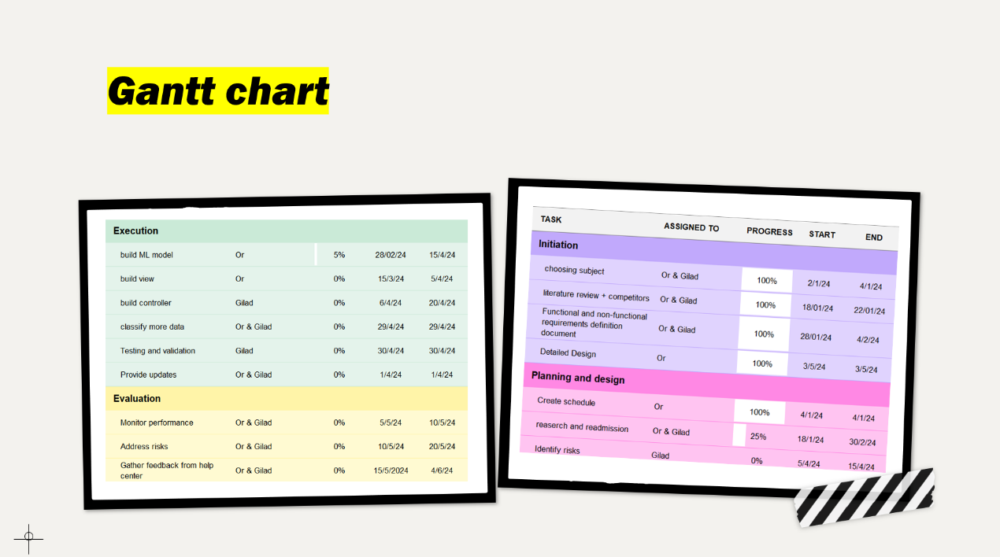 Gantt chart
Execution
build ML model Or 5% 28/02/24 15/4/24
build view Or 0% 15/3/24 5/4/24
build controller Gilad 0% 6/4/24 20/4/24
classify more data Or & Gilad 0% 29/4/24 29/4/24
Testing and validation Gilad 0% 30/4/24 30/4/24
Provide updates Or & Gilad 0% 1/4/24 1/4/24
Evaluation
Monitor performance Or & Gilad 0% 5/5/24 10/5/24
Address risks Or & Gilad 0% 10/5/24 20/5/24
Gather feedback from help
center Or & Gilad 0% 15/5/2024 4/6/24
TASK ASSIGNED TO PROGRESS START END
Initiation
choosing subject Or & Gilad 100% 2/1/24 4/1/24
literature review + competitors Or & Gilad 100% 18/01/24 22/01/24
Functional and non-functional
requirements definition Or & Gilad 100% 28/01/24 4/2/24
document
Detailed Design Or 100% 3/5/24 3/5/24
Planning and design
Create schedule Or 100% 4/1/24 4/1/24
reaserch and readmission Or & Gilad 25% 18/1/24 30/2/24
Identify risks Gilad 0% 5/4/24 15/4/24